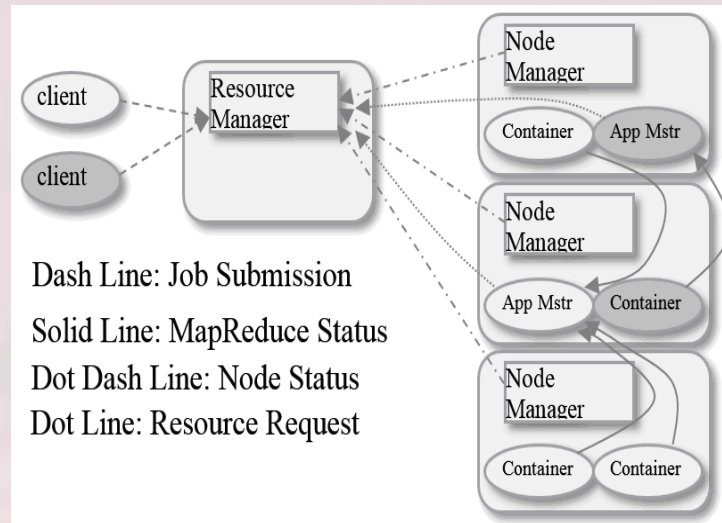 client
client
Resource
Manager
Node
Manager
Container
App Mstr
Node
Manager
App Mstr
Container
Node
Manager
Container
Container
Dash Line: Job Submission
Solid Line: MapReduce Status
Dot Dash Line: Node Status
Dot Line: Resource Request